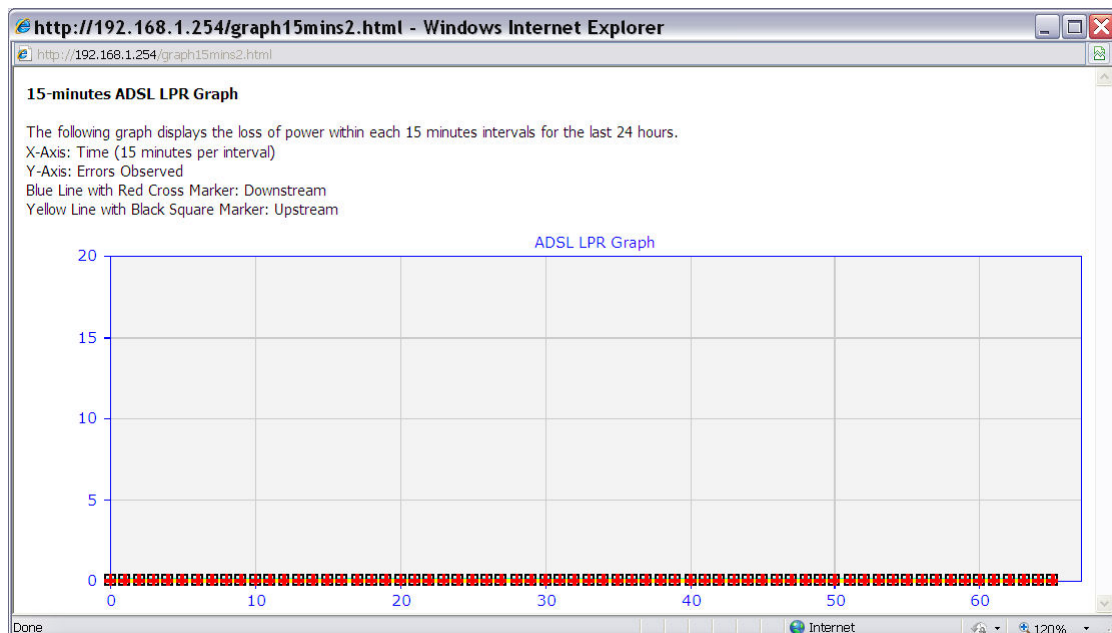 http://192.168.1.254/graph15mins2.html - Windows Internet Explorer
http://192.168.1.254/graph15mins2.html
15-minutes ADSL LPR Graph
The following graph displays the loss of power within each 15 minutes intervals for the last 24 hours.
X-Axis: Time (15 minutes per interval)
Y-Axis: Errors Observed
Blue Line with Red Cross Marker: Downstream
Yellow Line with Black Square Marker: Upstream
ADSL LPR Graph
20
15
10
5
0
0 10 20 30 40 50 60
Done Internet 120%